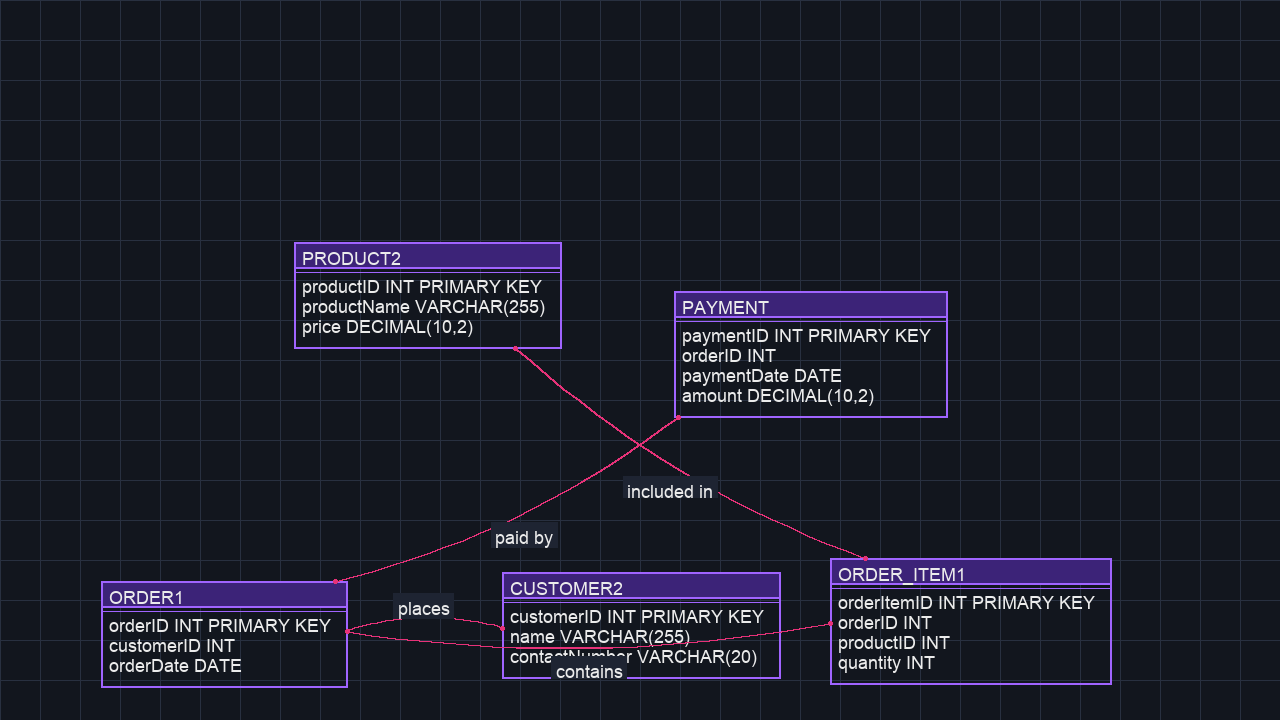 PRODUCT2
productID INT PRIMARY KEY
productName VARCHAR(255)
price DECIMAL(10,2)
PAYMENT
paymentID INT PRIMARY KEY
orderID INT
paymentDate DATE
amount DECIMAL(10,2)
included in
paid by
ORDER1
orderID INT PRIMARY KEY
customerID INT
orderDate DATE
places
CUSTOMER2
customerID INT PRIMARY KEY
name VARCHAR(255)
contactNumber VARCHAR(20)
contains
ORDER_ITEM1
orderItemID INT PRIMARY KEY
orderID INT
productID INT
quantity INT